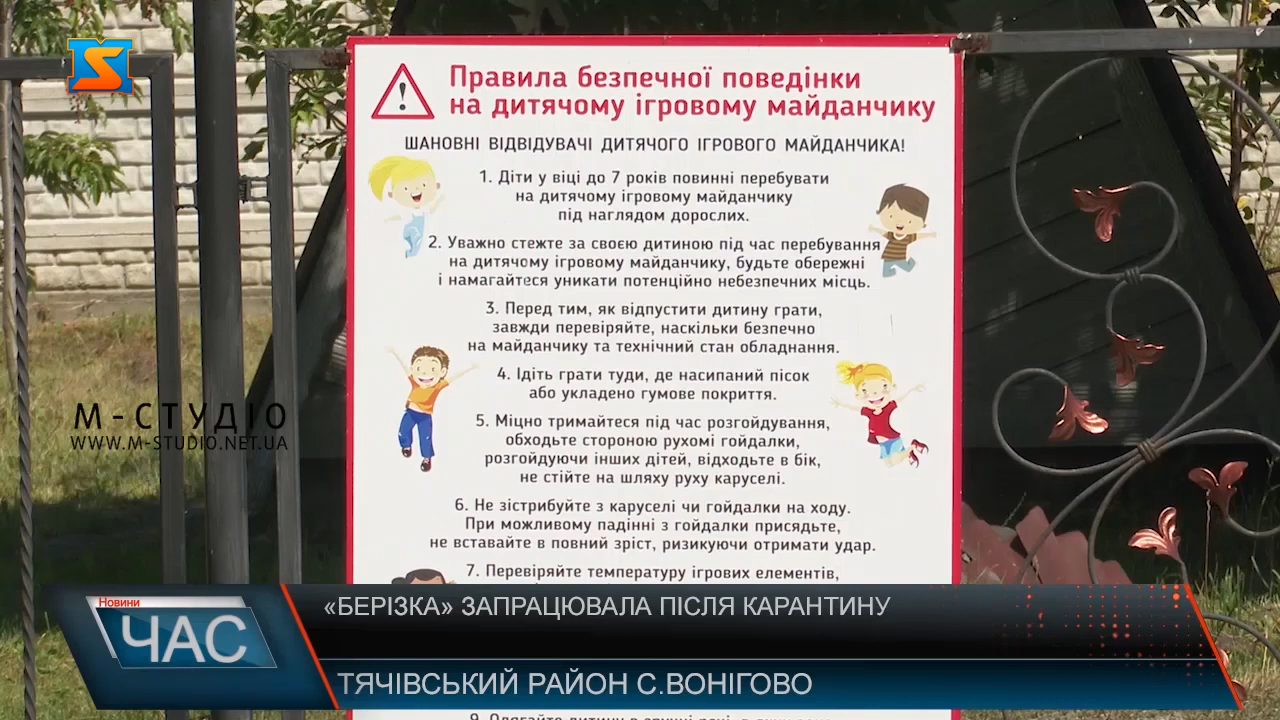 Правила безпечної поведінки
на дитячому ігровому майданчику
ШАНОВНІ ВІДВІДУВАЧІ ДИТЯЧОГО ІГРОВОГО МАЙДАНЧИКА!
1. Діти у віці до 7 років повинні перебувати
на дитячому ігровому майданчику
під наглядом дорослих.
2. Уважно стежте за своєю дитиною під час перебування
на дитячому ігровому майданчику, будьте обережні
і намагайтеся уникати потенційно небезпечних місць.
3. Перед тим, як відпустити дитину грати,
завжди перевіряйте, наскільки безпечно
на майданчику та технічний стан обладнання.
4. Ідіть грати туди, де насипаний пісок
або укладено гумове покриття.
5. Міцно тримайтеся під час розгойдування,
обходьте стороною рухомі гойдалки,
розгойдуючи інших дітей, відходьте в бік,
не стійте на шляху руху каруселі.
6. Не зістрибуйте з каруселі чи гойдалки на ходу.
При можливому падінні з гойдалки присядьте,
не вставайте в повний зріст, ризикуючи отримати удар.
7. Перевіряйте температуру ігрових елементів,
М-СТУДІО
WWW.M-STUDIO.NET.UA
Новини
ЧАС
«БЕРІЗКА» ЗАПРАЦЮВАЛА ПІСЛЯ КАРАНТИНУ
ТЯЧІВСЬКИЙ РАЙОН С.ВОНІГОВО